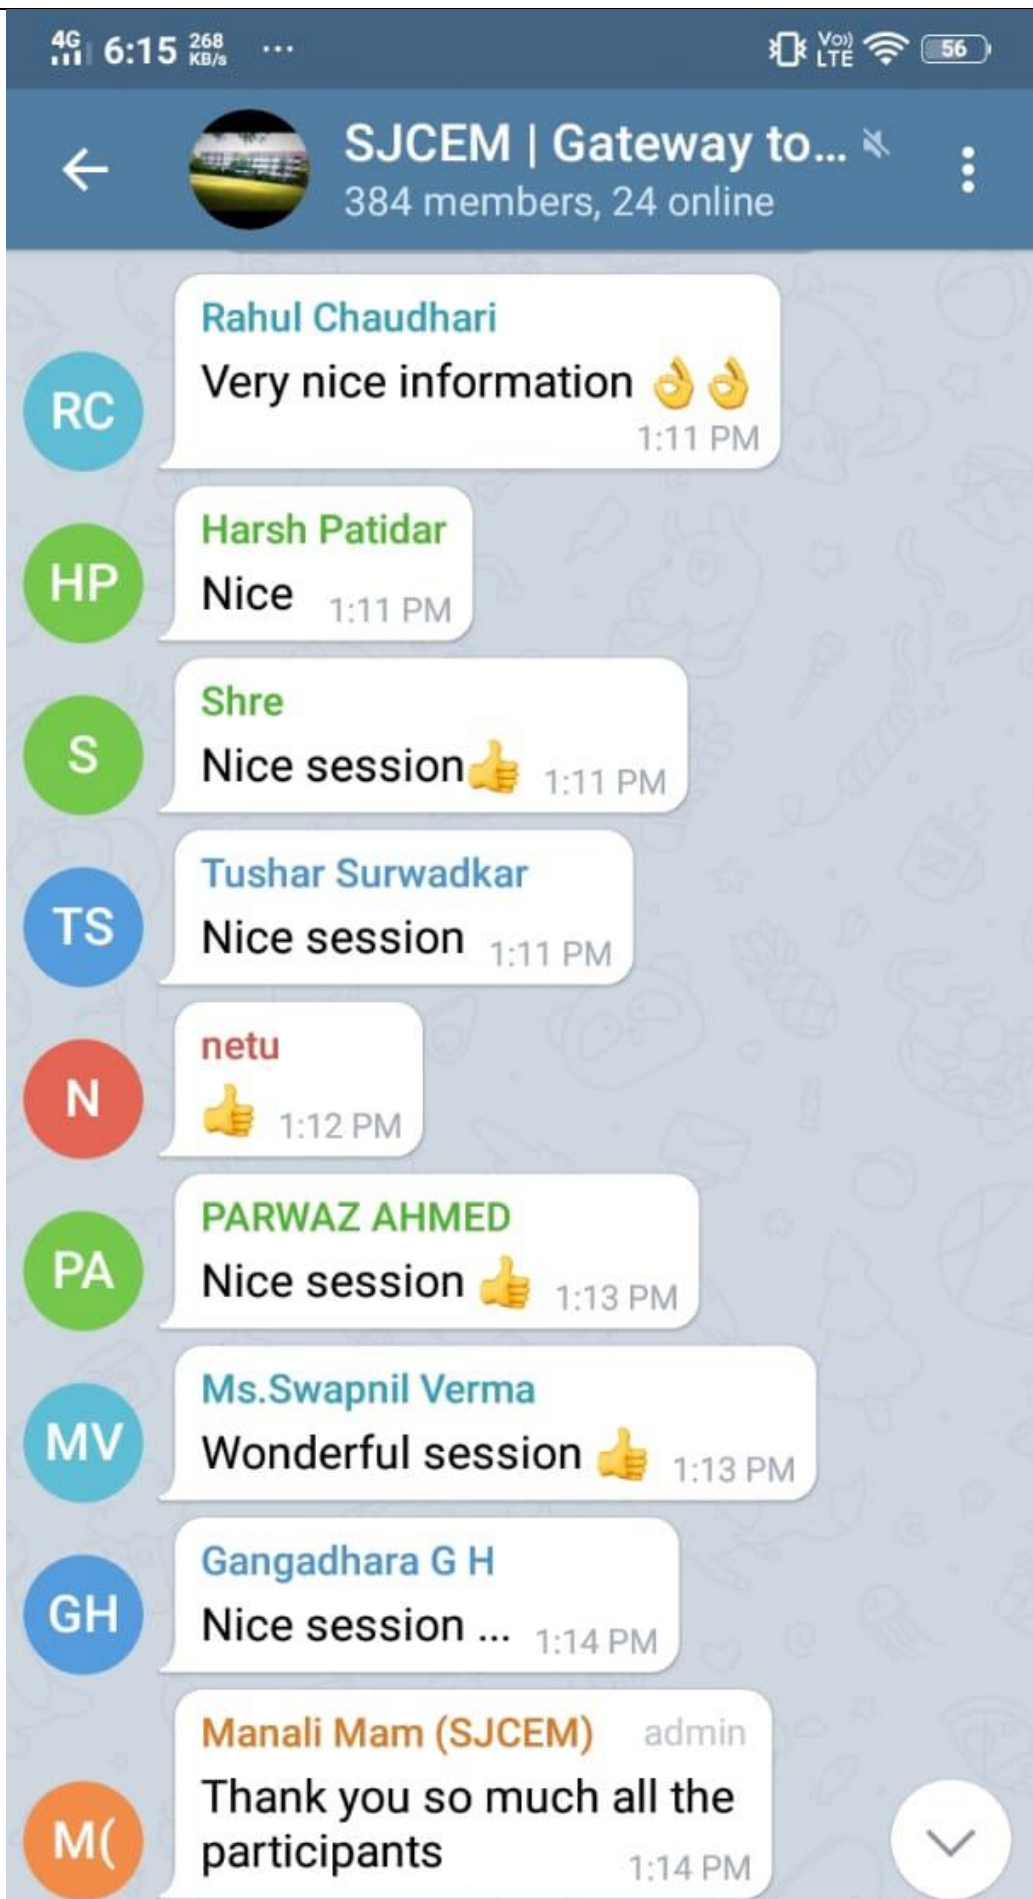 4G 6:15 268 KB/s ... Vo)) LTE 56
SJCEM | Gateway to...
384 members, 24 online
Rahul Chaudhari
RC
Very nice information 👌👌
1:11 PM
Harsh Patidar
HP
Nice 1:11 PM
Shre
S
Nice session👍 1:11 PM
Tushar Surwadkar
TS
Nice session 1:11 PM
netu
N
👍 1:12 PM
PARWAZ AHMED
PA
Nice session 👍 1:13 PM
Ms.Swapnil Verma
MV
Wonderful session 👍 1:13 PM
Gangadhara G H
GH
Nice session ... 1:14 PM
Manali Mam (SJCEM) admin
Thank you so much all the
M(
participants 1:14 PM